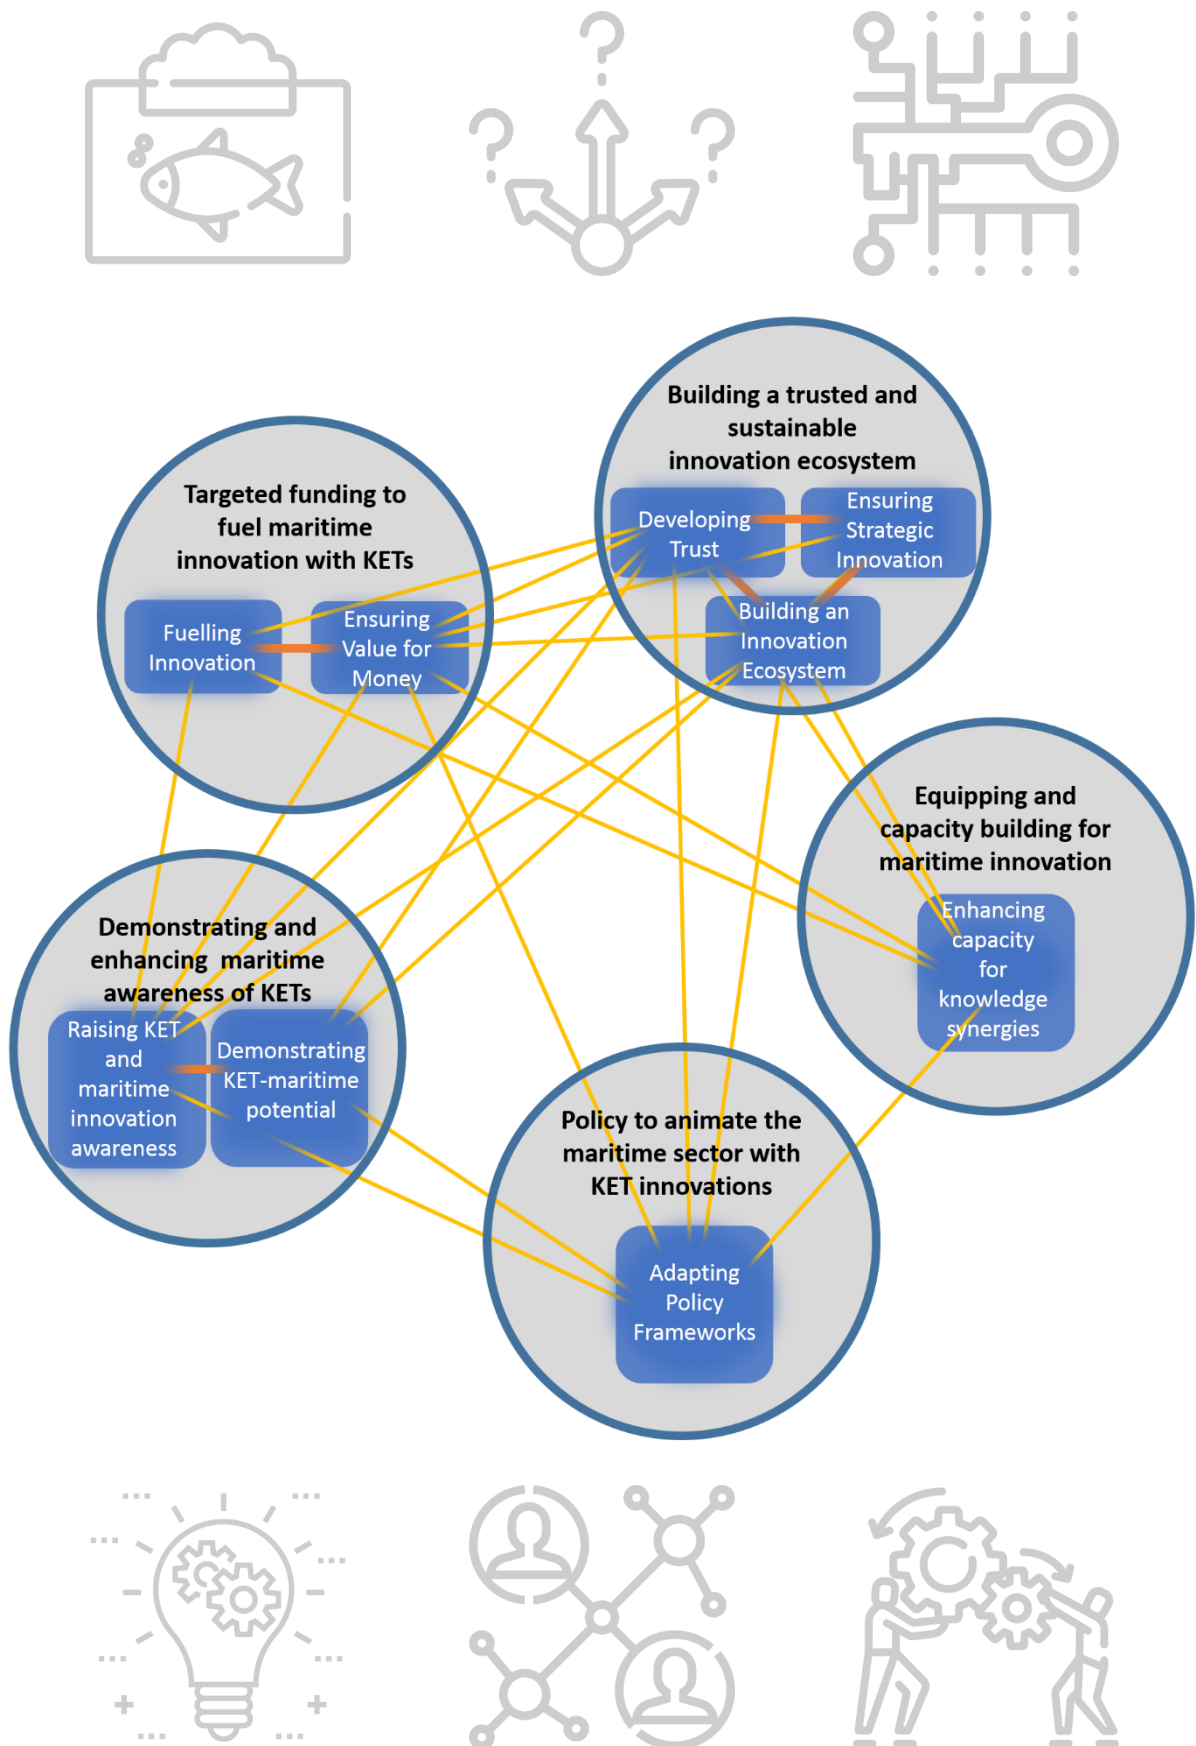 Building a trusted and
sustainable
innovation ecosystem
Developing
Trust
Ensuring
Strategic
Innovation
Building an
Innovation
Ecosystem
Targeted funding to
fuel maritime
innovation with KETs
Fuelling
Innovation
Ensuring
Value for
Money
Equipping and
capacity building for
maritime innovation
Enhancing
capacity
for
knowledge
synergies
Demonstrating and
enhancing maritime
awareness of KETs
Raising KET
and
maritime
innovation
awareness
Demonstrating
KET-maritime
potential
Policy to animate the
maritime sector with
KET innovations
Adapting
Policy
Frameworks